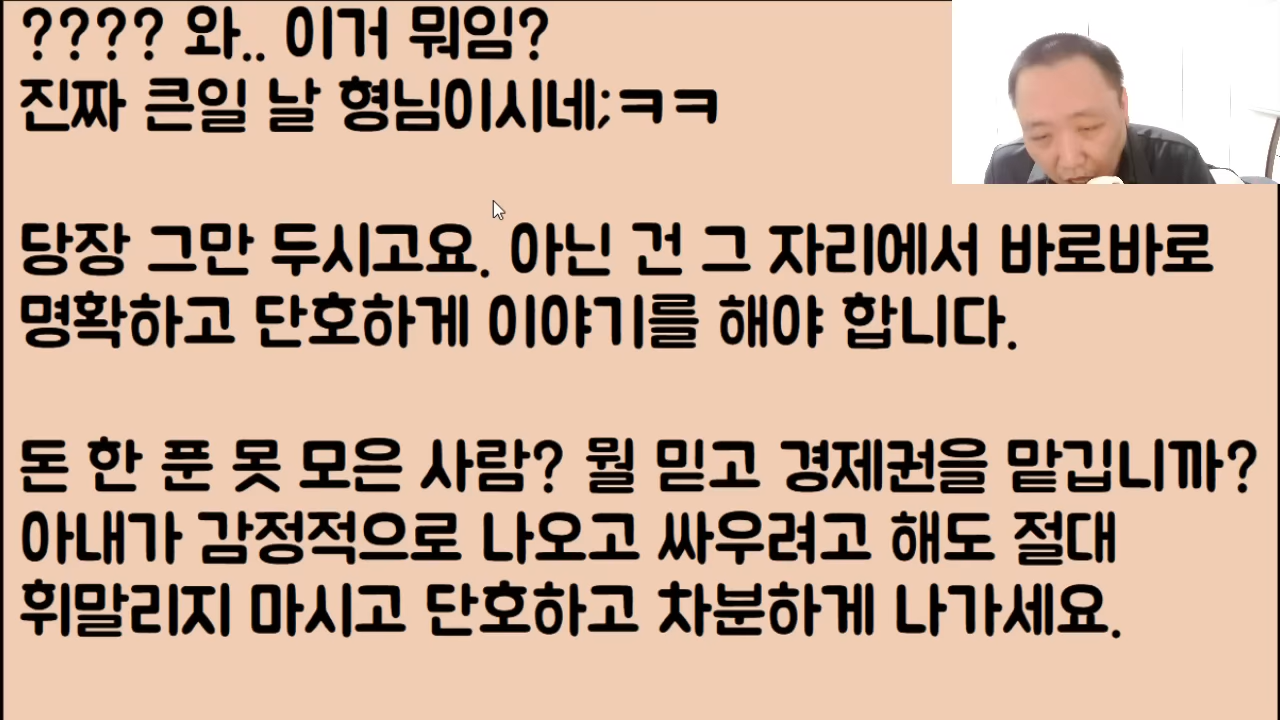 ???? 와.. 이거 뭐임?
진짜 큰일 날 형님이시네;ㅋㅋ
당장 그만 두시고요. 아닌 건 그 자리에서 바로바로
명확하고 단호하게 이야기를 해야 합니다.
돈 한 푼 못 모은 사람? 뭘 믿고 경제권을 맡깁니까?
아내가 감정적으로 나오고 싸우려고 해도 절대
휘말리지 마시고 단호하고 차분하게 나가세요.